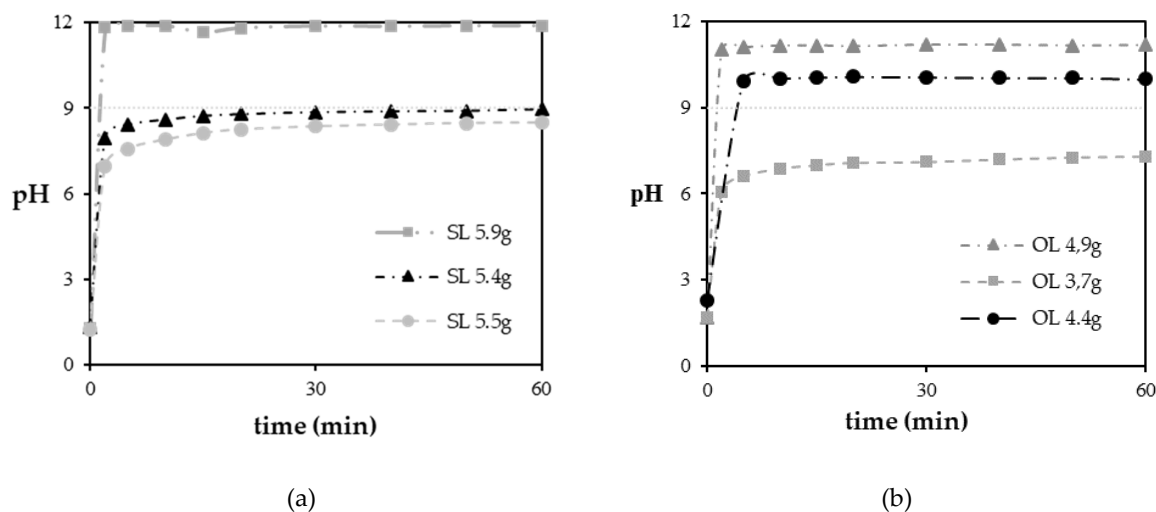 12
9
6
3
0
pH
SL 5.9g
SL 5.4g
SL 5.5g
0
30
60
time (min)
(a)
12
9
6
3
0
pH
OL 4,9g
OL 3,7g
OL 4.4g
0
30
60
time (min)
(b)